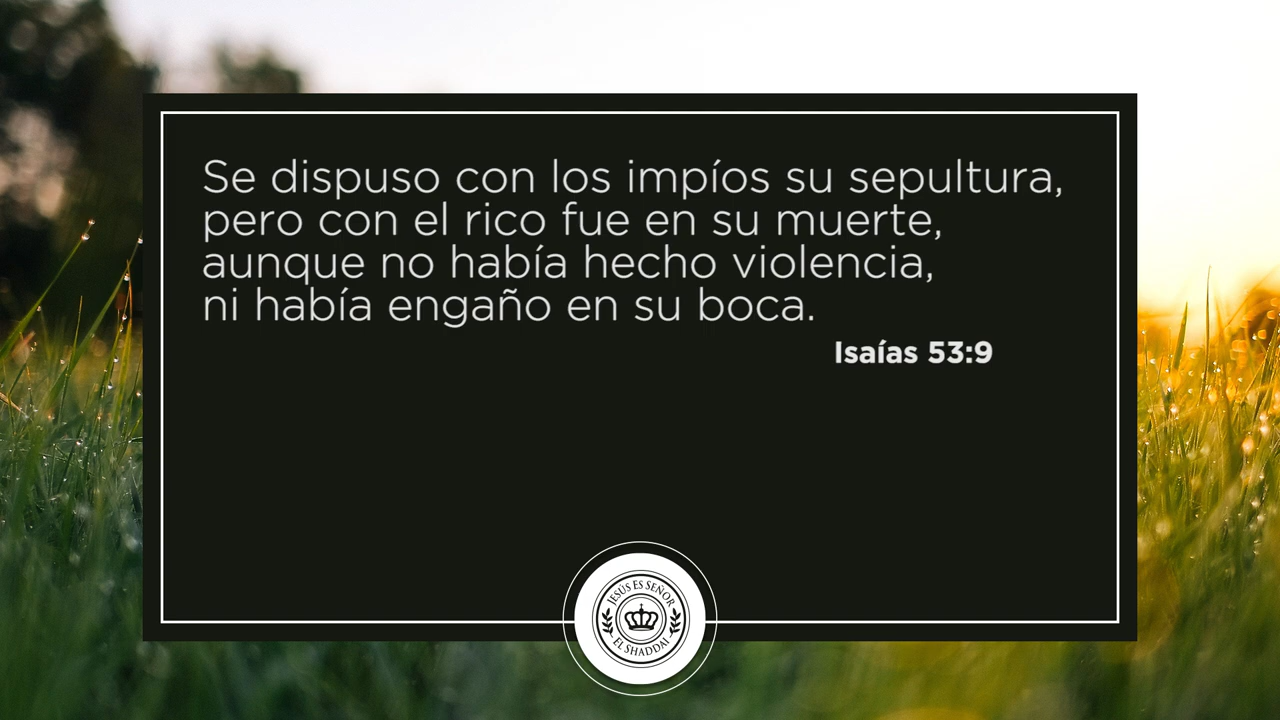 Se dispuso con los impíos su sepultura,
pero con el rico fue en su muerte,
aunque no había hecho violencia,
ni había engaño en su boca.
Isaías 53:9
JESÚS ES SEÑOR
EL SHADDAI